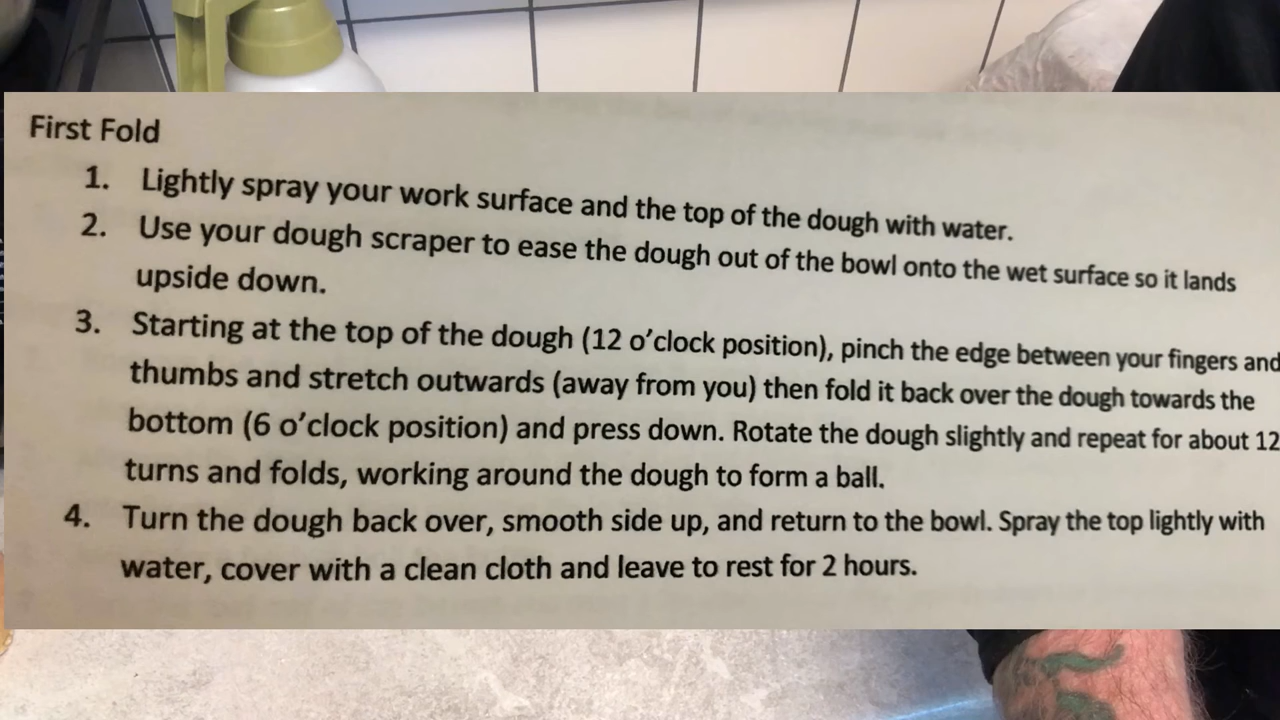 First Fold
1. Lightly spray your work surface and the top of the dough with water.
2. Use your dough scraper to ease the dough out of the bowl onto the wet surface so it lands
upside down.
3. Starting at the top of the dough (12 o’clock position), pinch the edge between your fingers and
thumbs and stretch outwards (away from you) then fold it back over the dough towards the
bottom (6 o’clock position) and press down. Rotate the dough slightly and repeat for about 12
turns and folds, working around the dough to form a ball.
4. Turn the dough back over, smooth side up, and return to the bowl. Spray the top lightly with
water, cover with a clean cloth and leave to rest for 2 hours.